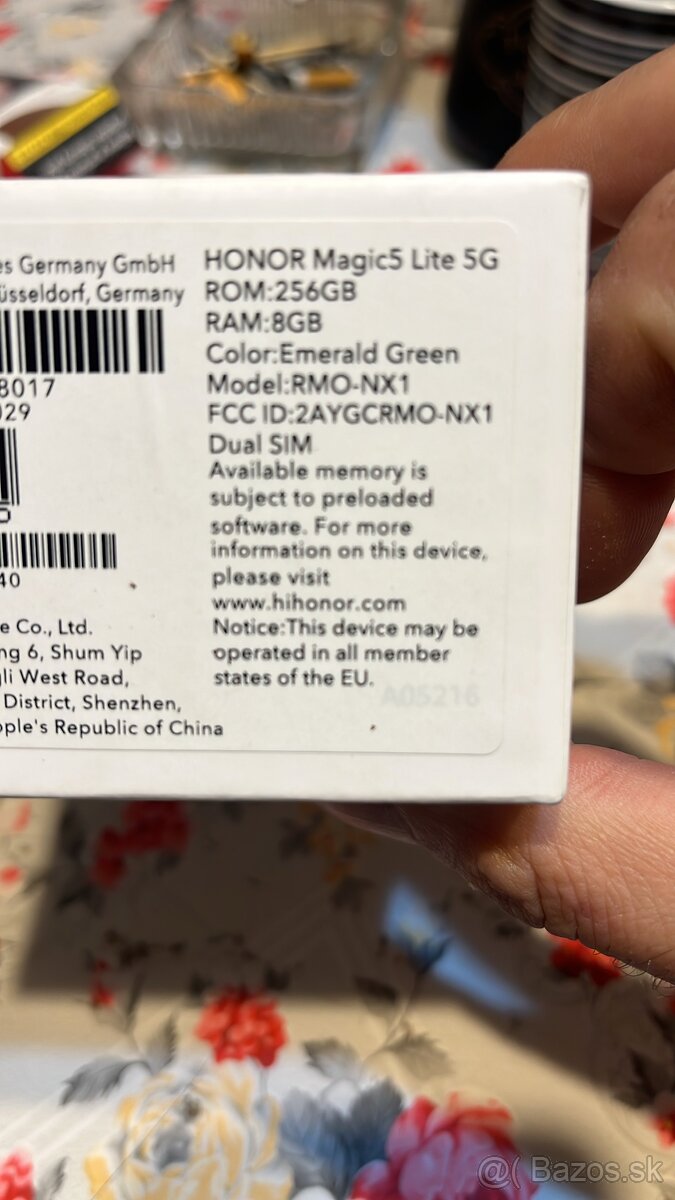 es Germany GmbH
üsseldorf, Germany
8017
029
40
e Co., Ltd.
ng 6, Shum Yip
gli West Road,
District, Shenzhen,
ople's Republic of China
HONOR Magic5 Lite 5G
ROM:256GB
RAM:8GB
Color:Emerald Green
Model:RMO-NX1
FCC ID:2AYGCRMO-NX1
Dual SIM
Available memory is
subject to preloaded
software. For more
information on this device,
please visit
www.hihonor.com
Notice:This device may be
operated in all member
states of the EU.
A05216
@( Bazos.sk